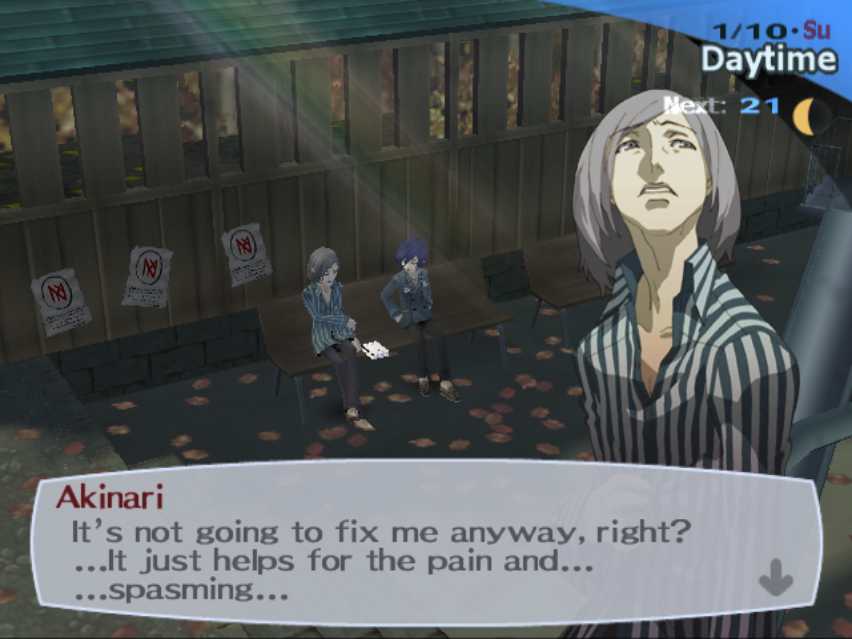 1/10・Su
Daytime
Next: 21
Akinari
It's not going to fix me anyway, right?
...It just helps for the pain and...
...spasming...